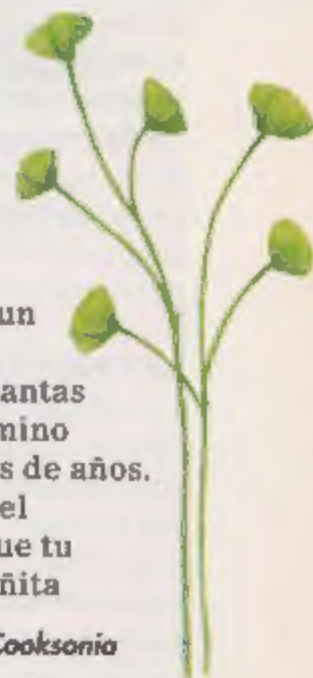 un
antas
mino
s de años.
el
ue tu
ñita
Cooksonia